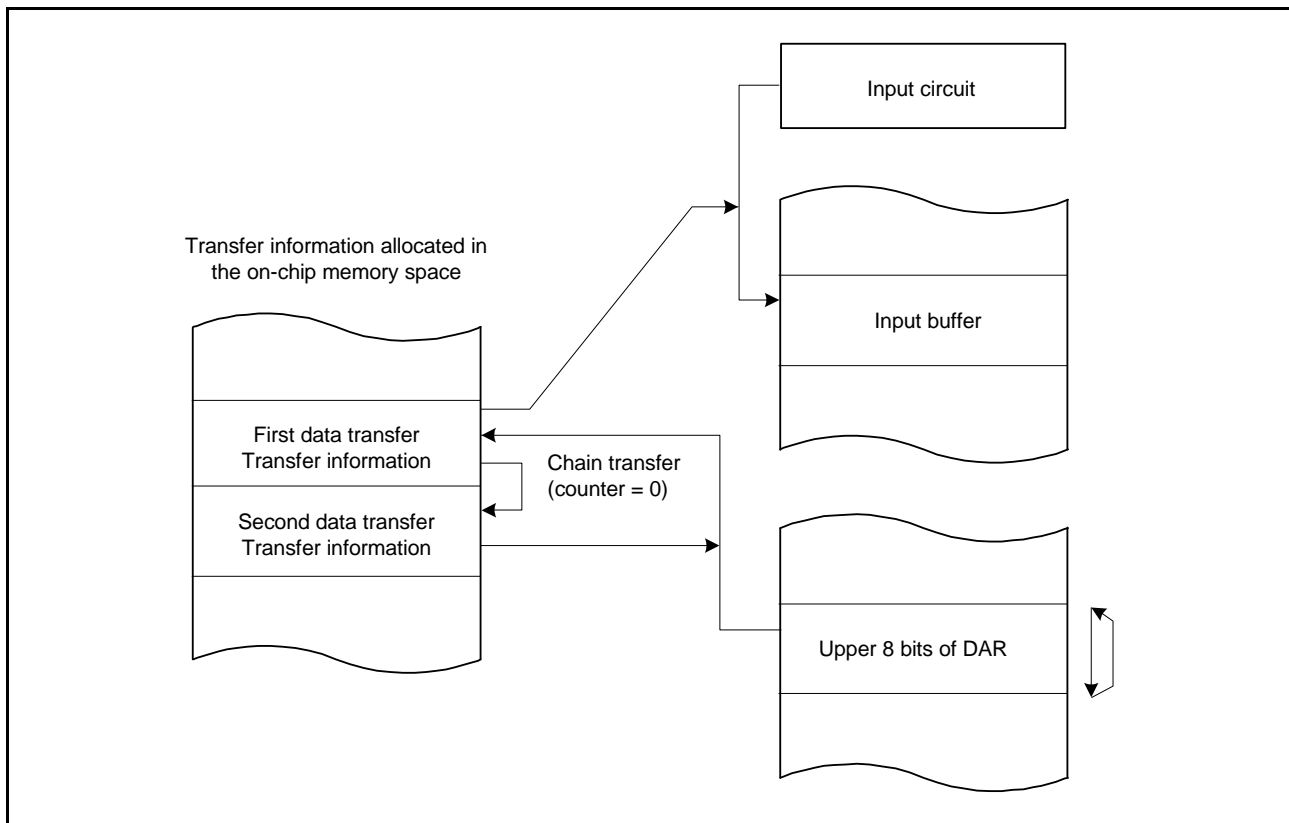 Input circuit
Transfer information allocated in
the on-chip memory space
Input buffer
First data transfer
Transfer information
Chain transfer
(counter = 0)
Second data transfer
Transfer information
Upper 8 bits of DAR